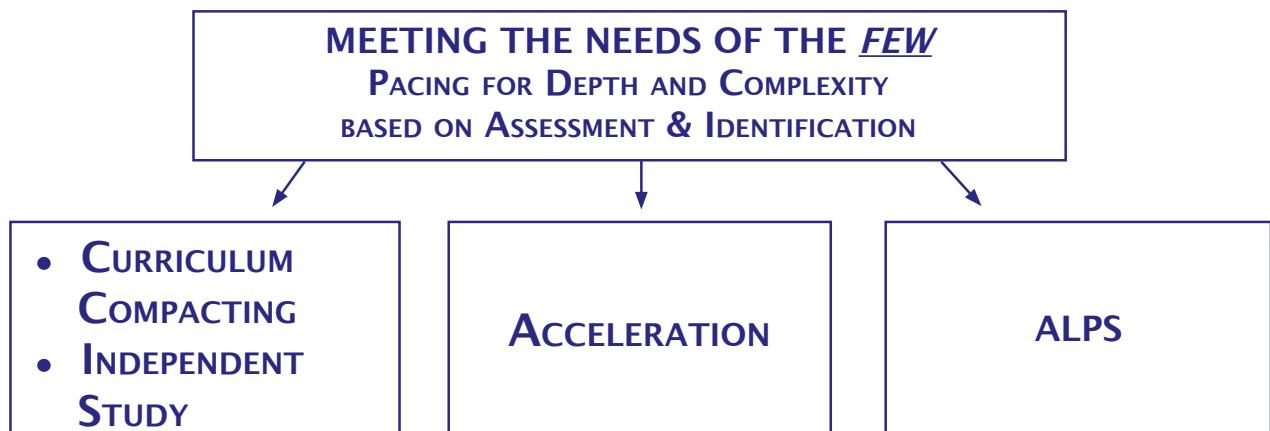 MEETING THE NEEDS OF THE FEW
PACING FOR DEPTH AND COMPLEXITY
BASED ON ASSESSMENT & IDENTIFICATION
• CURRICULUM
COMPACTING
• INDEPENDENT
STUDY
ACCELERATION
ALPS